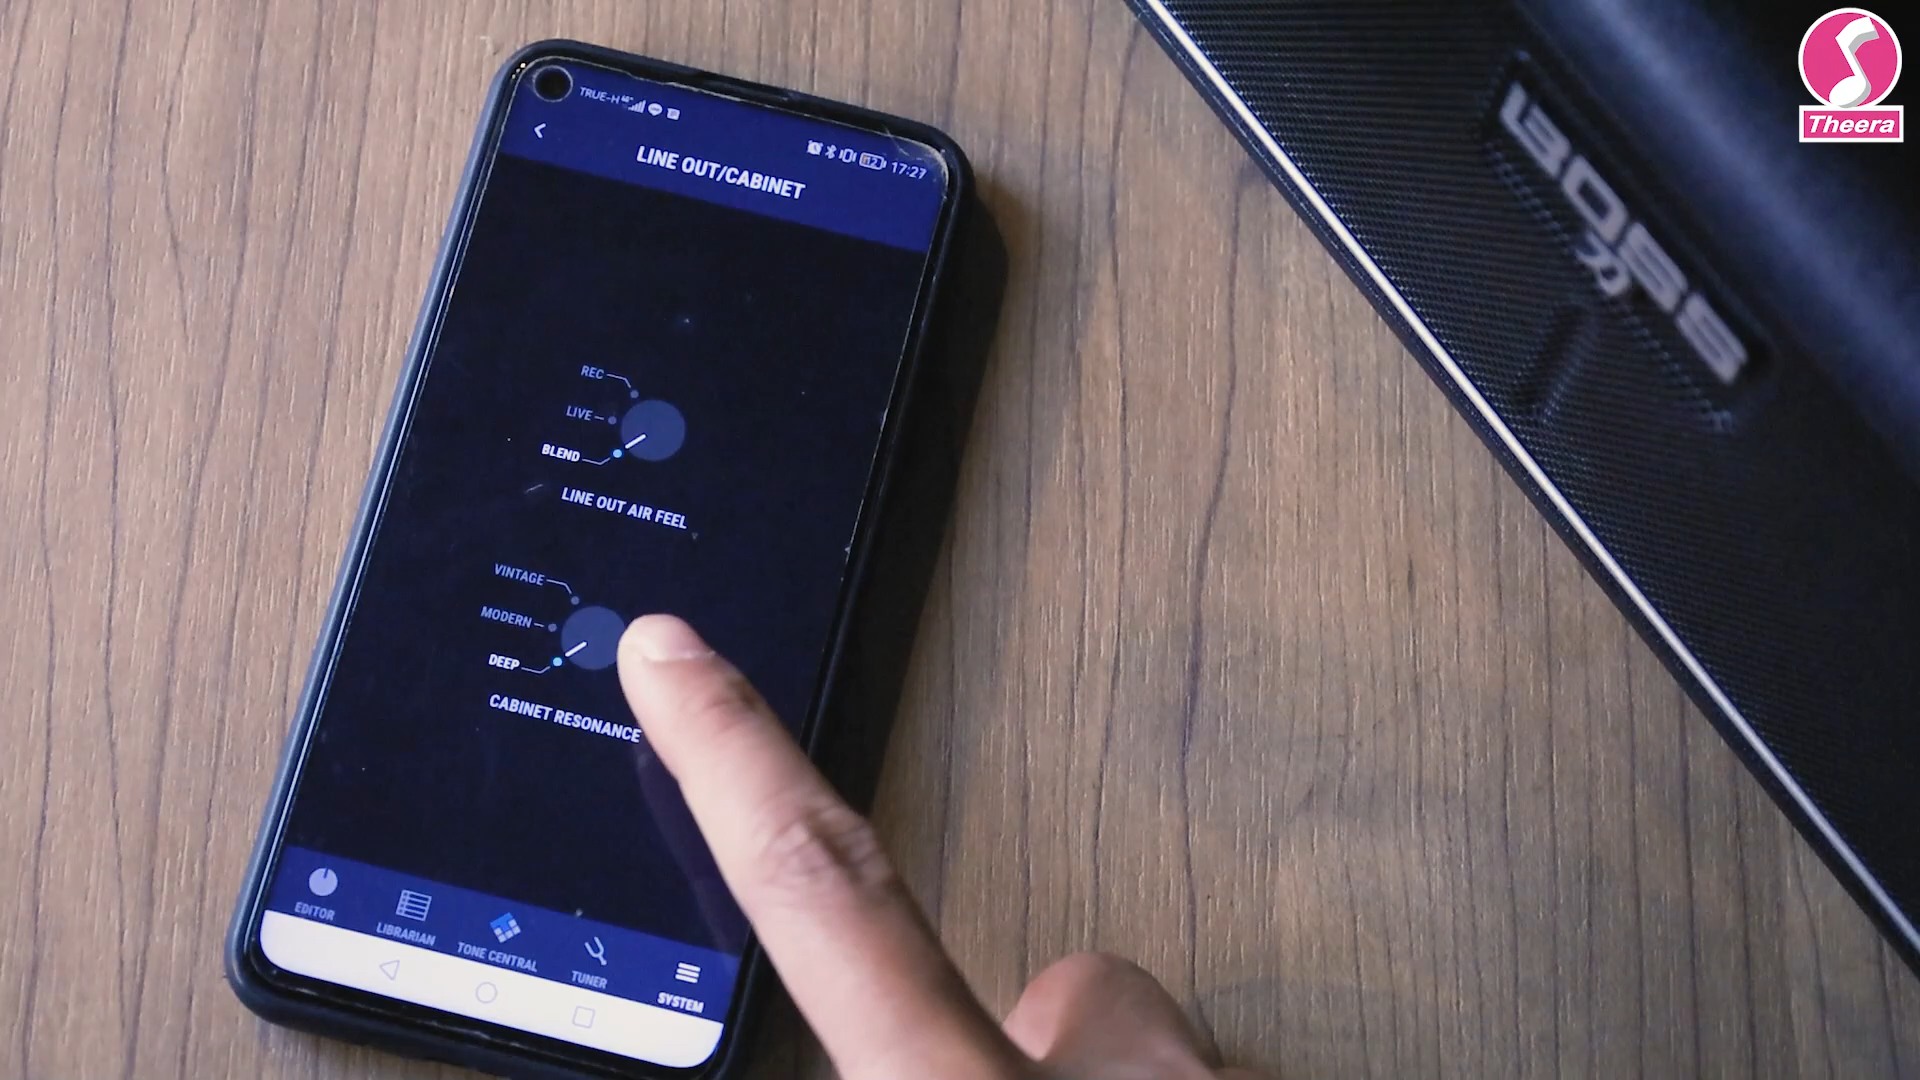 TRUE-H
17:27
LINE OUT/CABINET
REC
LIVE
BLEND
LINE OUT AIR FEEL
VINTAGE
MODERN
DEEP
CABINET RESONANCE
EDITOR
LIBRARIAN
TONE CENTRAL
TUNER
SYSTEM
BOSS
刀
Theera